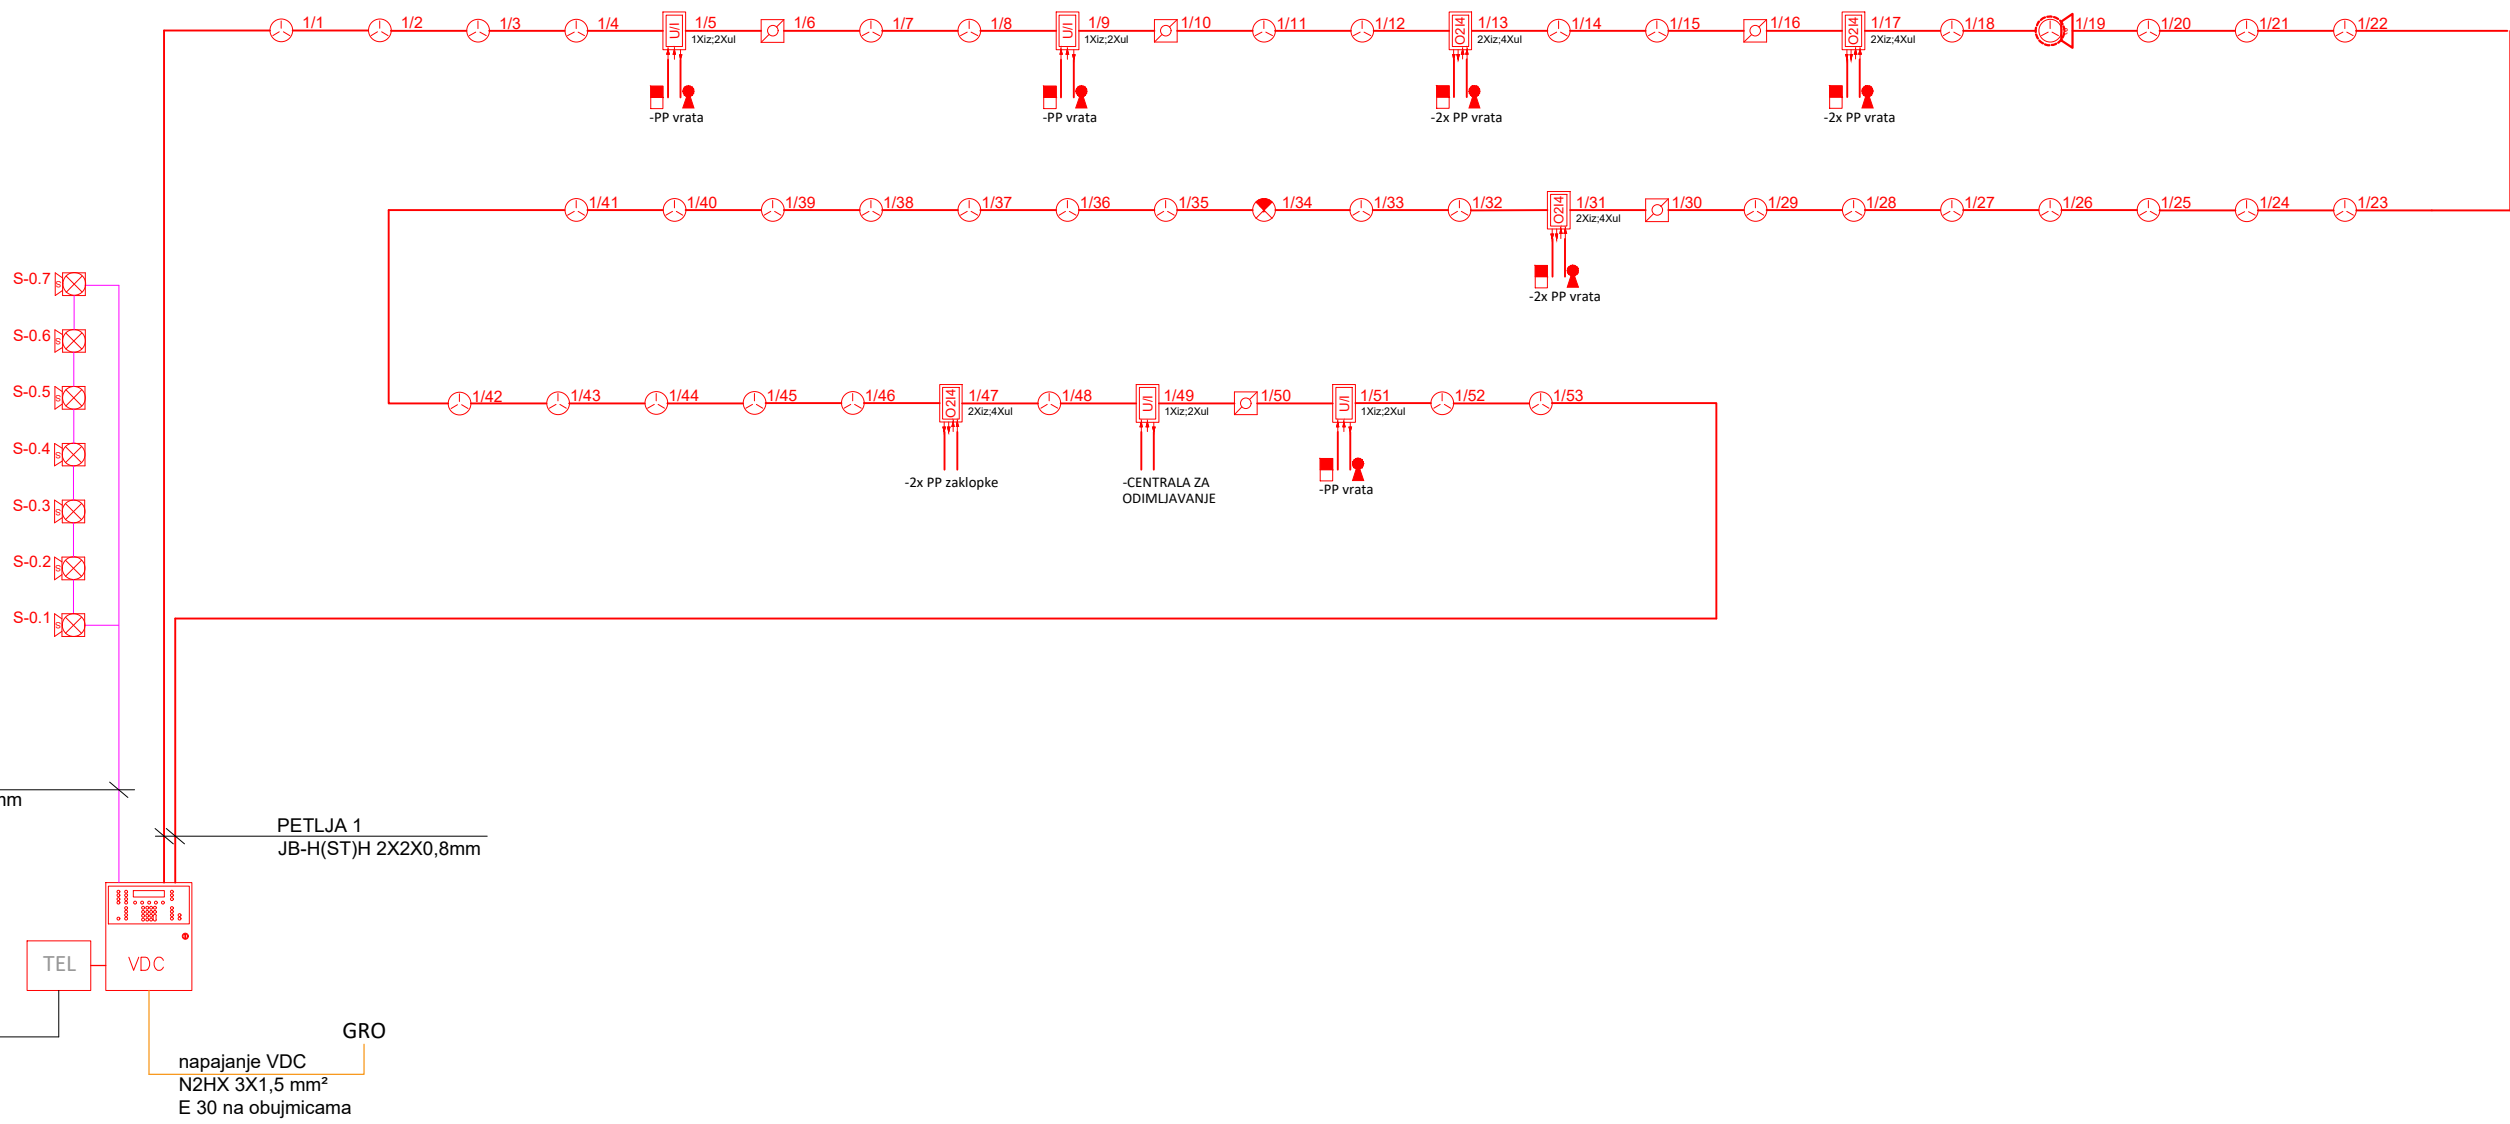 1/1
1/2
1/3
1/4
U/I
1/5
1Xiz;2Xul
1/6
1/7
1/8
U/I
1/9
1Xiz;2Xul
1/10
1/11
1/12
O2I4
1/13
2Xiz;4Xul
1/14
1/15
1/16
O2I4
1/17
2Xiz;4Xul
1/18
1/19
1/20
1/21
1/22
-PP vrata
-PP vrata
-2x PP vrata
-2x PP vrata
1/41
1/40
1/39
1/38
1/37
1/36
1/35
1/34
1/33
1/32
O2I4
1/31
2Xiz;4Xul
1/30
1/29
1/28
1/27
1/26
1/25
1/24
1/23
-2x PP vrata
S-0.7
S
S-0.6
S
S-0.5
S
S-0.4
S
S-0.3
S
S-0.2
S
S-0.1
S
1/42
1/43
1/44
1/45
1/46
O2I4
1/47
2Xiz;4Xul
1/48
U/I
1/49
1Xiz;2Xul
1/50
U/I
1/51
1Xiz;2Xul
1/52
1/53
-2x PP zaklopke
-CENTRALA ZA
ODIMLJAVANJE
-PP vrata
PETLJA 1
JB-H(ST)H 2X2X0,8mm
TEL
VDC
GRO
napajanje VDC
N2HX 3X1,5 mm²
E 30 na obujmicama